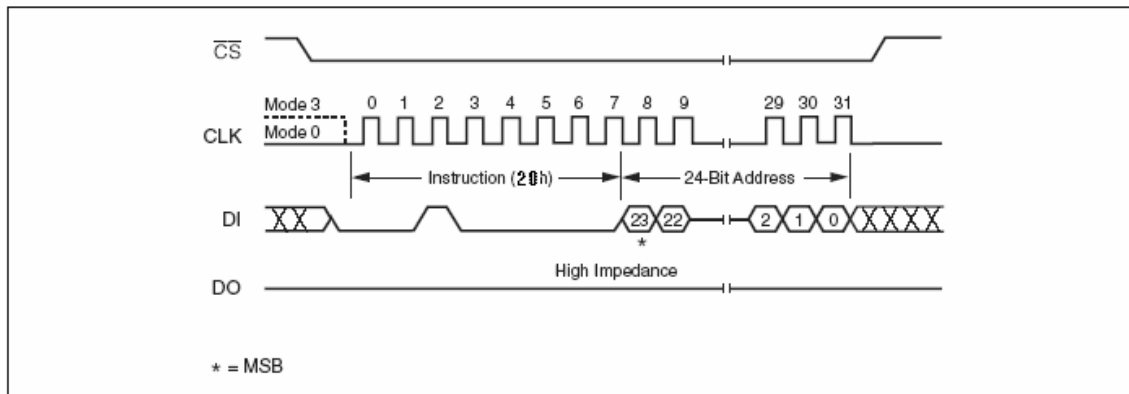 CS
Mode 3
0 1 2 3 4 5 6 7 8 9 29 30 31
CLK
Mode 0
Instruction (20h)
24-Bit Address
DI
23 22 2 1 0
*
High Impedance
DO
* = MSB